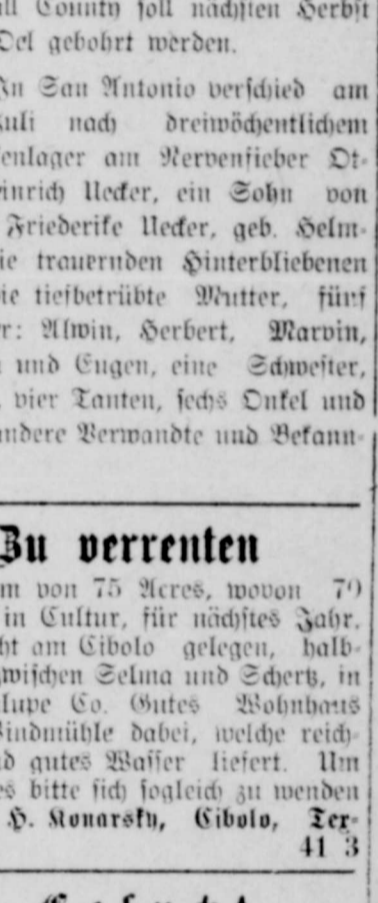 ill County soll nächsten Herbst
Oel gebohrt werden.
In San Antonio verschied am
Juli nach dreiwöchentlichem
enlager am Nervenfieber Ot-
einrich Uecker, ein Sohn von
Friederike Uecker, geb. Helm-
ie trauernden Hinterbliebenen
ie tiefbetrübte Mutter, fünf
r: Alwin, Herbert, Marvin,
und Eugen, eine Schwester,
vier Tanten, sechs Onkel und
andere Verwandte und Bekann-
Zu verrenten
m von 75 Acres, wovon 70
in Cultur, für nächstes Jahr.
ht am Cibolo gelegen, halb-
wischen Selma und Schertz, in
lupe Co. Gutes Wohnhaus
Windmühle dabei, welche reich-
d gutes Wasser liefert. Um
es bitte sich sogleich zu wenden
H. Konarsky, Cibolo, Tex-
41 3